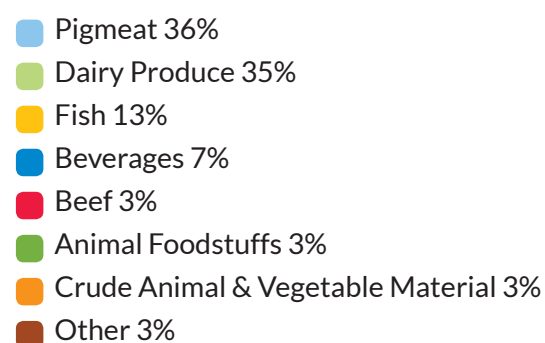 Pigmeat 36%
Dairy Produce 35%
Fish 13%
Beverages 7%
Beef 3%
Animal Foodstuffs 3%
Crude Animal & Vegetable Material 3%
Other 3%